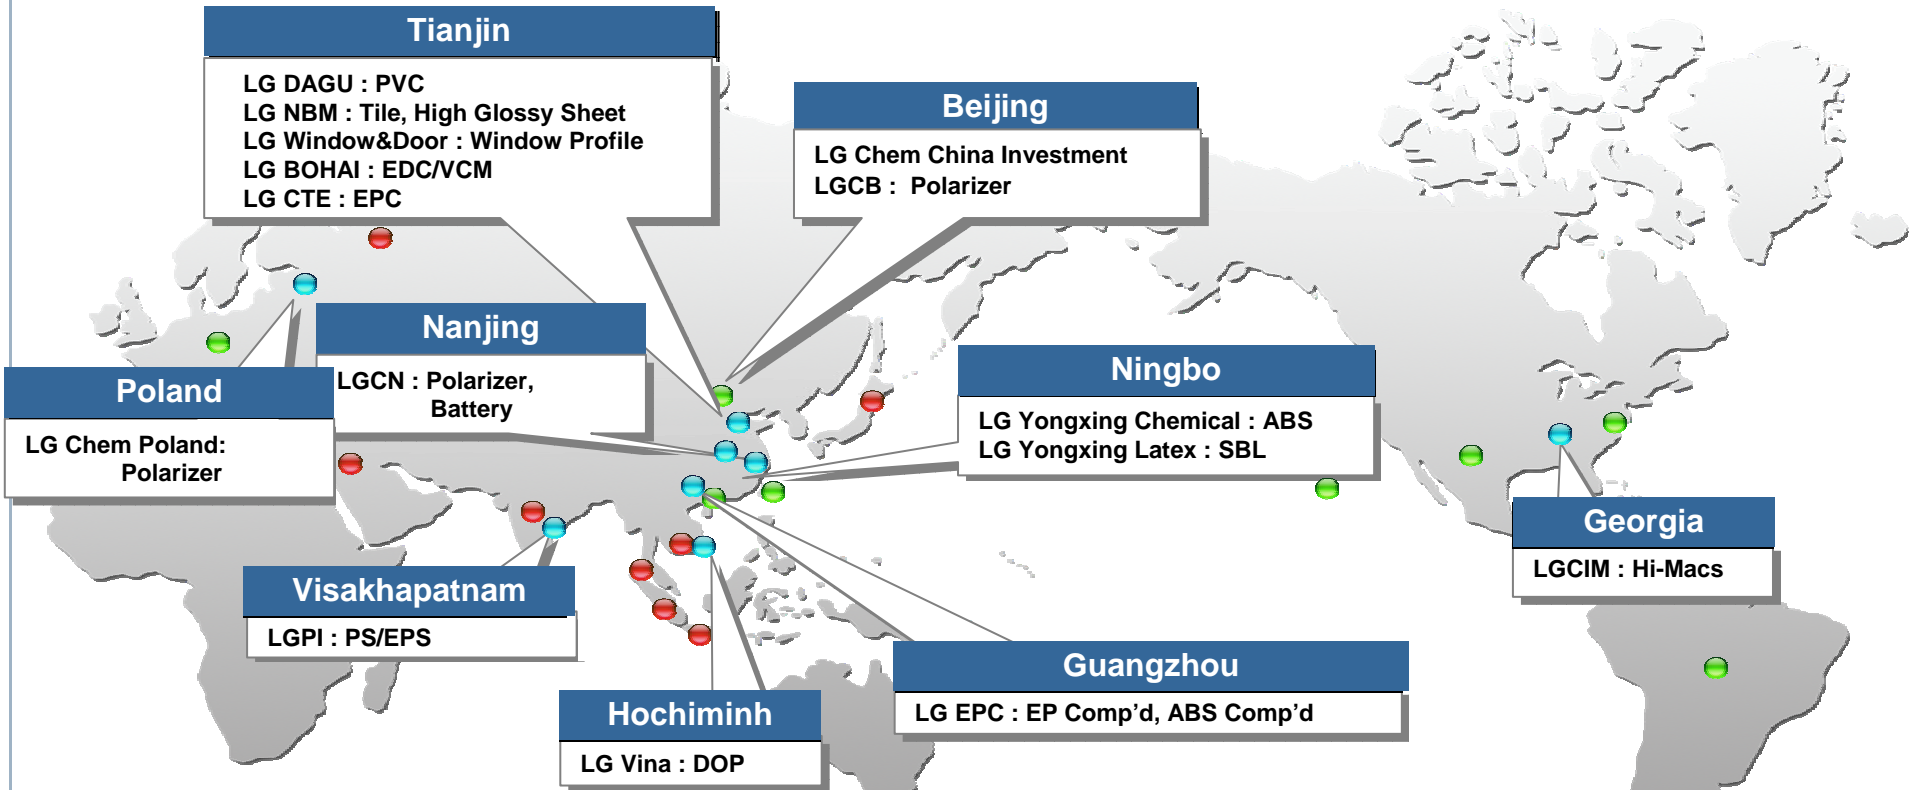 Tianjin
LG DAGU : PVC
LG NBM : Tile, High Glossy Sheet
LG Window&Door : Window Profile
LG BOHAI : EDC/VCM
LG CTE : EPC
Beijing
LG Chem China Investment
LGCB : Polarizer
Nanjing
LGCN : Polarizer,
Battery
Poland
LG Chem Poland:
Polarizer
Ningbo
LG Yongxing Chemical : ABS
LG Yongxing Latex : SBL
Georgia
LGCIM : Hi-Macs
Visakhapatnam
LGPI : PS/EPS
Guangzhou
LG EPC : EP Comp’d, ABS Comp’d
Hochiminh
LG Vina : DOP